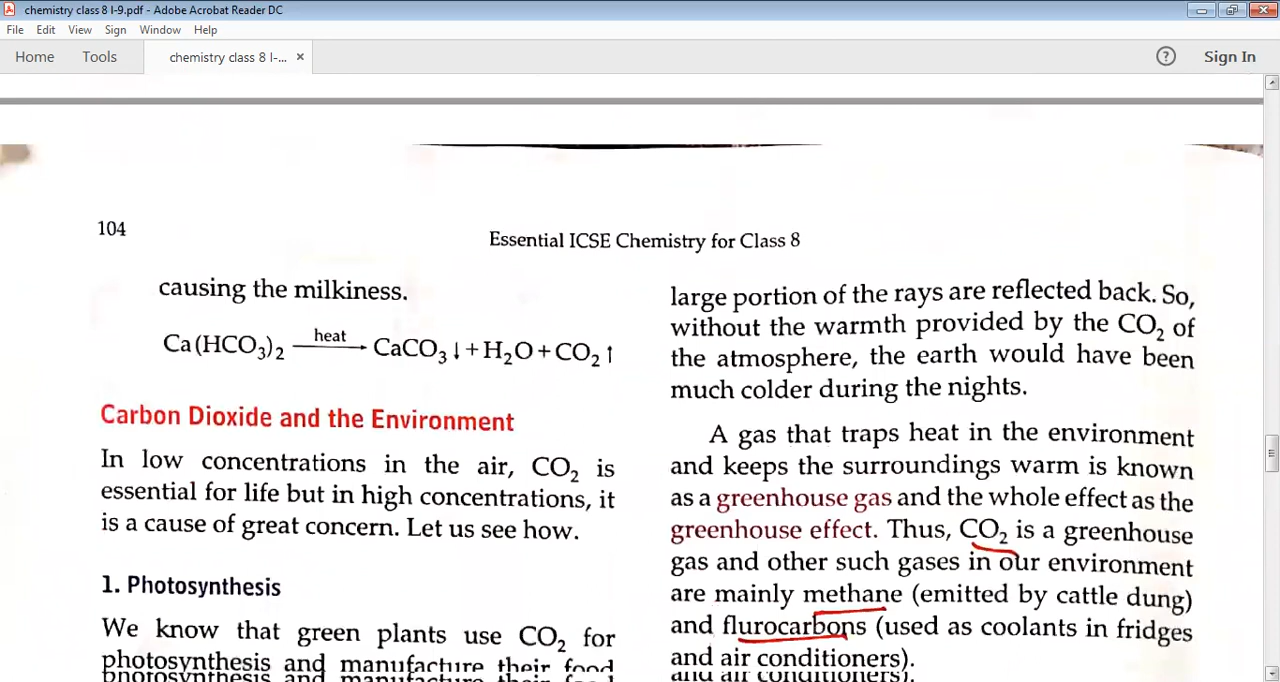 chemistry class 8 l-9.pdf - Adobe Acrobat Reader DC
File Edit View Sign Window Help
Home Tools chemistry class 8 l-... × ? Sign In
104
Essential ICSE Chemistry for Class 8
causing the milkiness.
Ca(HCO₃)₂ —heat→ CaCO₃↓ + H₂O + CO₂↑
Carbon Dioxide and the Environment
In low concentrations in the air, CO₂ is
essential for life but in high concentrations, it
is a cause of great concern. Let us see how.
1. Photosynthesis
We know that green plants use CO₂ for
photosynthesis and manufacture their food
large portion of the rays are reflected back. So,
without the warmth provided by the CO₂ of
the atmosphere, the earth would have been
much colder during the nights.
A gas that traps heat in the environment
and keeps the surroundings warm is known
as a greenhouse gas and the whole effect as the
greenhouse effect. Thus, CO₂ is a greenhouse
gas and other such gases in our environment
are mainly methane (emitted by cattle dung)
and flurocarbons (used as coolants in fridges
and air conditioners).